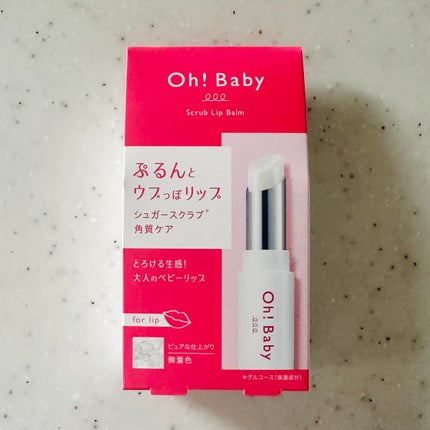 Oh! Baby
Scrub Lip Balm
ぷるんと
ウブっぽリップ
シュガースクラブ*
角質ケア
とろける生感!
大人のベビーリップ
for lip
ピュアな仕上がり
無着色
Oh! Baby
*グルコース(保湿成分)